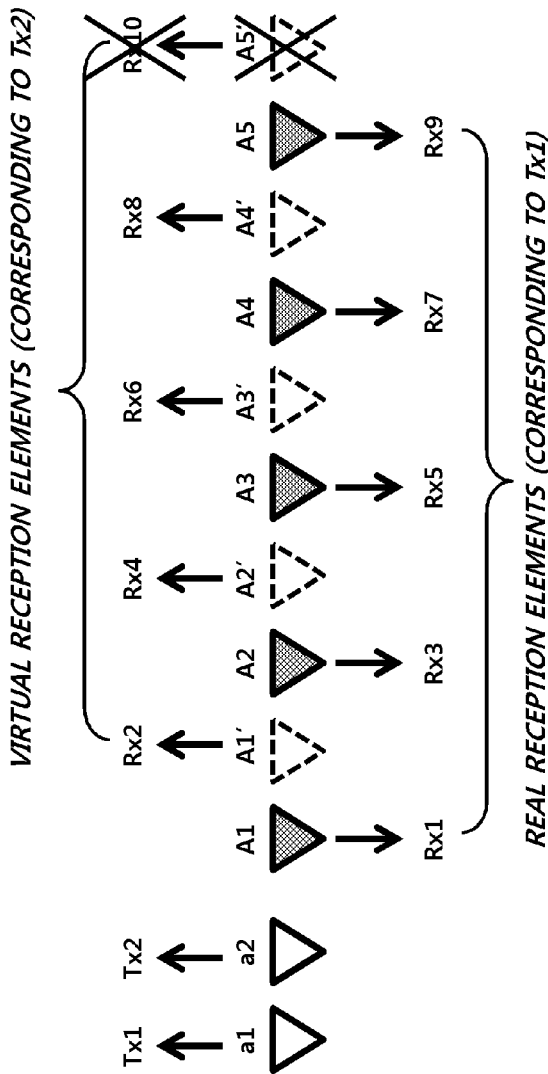 VIRTUAL RECEPTION ELEMENTS (CORRESPONDING TO Tx2)
Tx1 Tx2 Rx2 Rx4 Rx6 Rx8 Rx10
a1 a2 A1 A1' A2 A2' A3 A3' A4 A4' A5 A5'
Rx1 Rx3 Rx5 Rx7 Rx9
REAL RECEPTION ELEMENTS (CORRESPONDING TO Tx1)